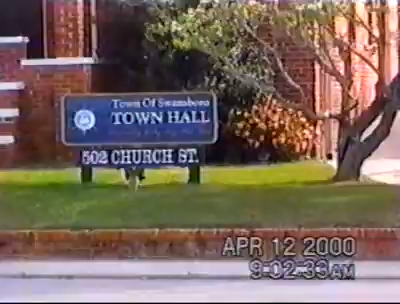 Town Of Swansboro
TOWN HALL
502 CHURCH ST.
APR 12 2000
9:02:33AM